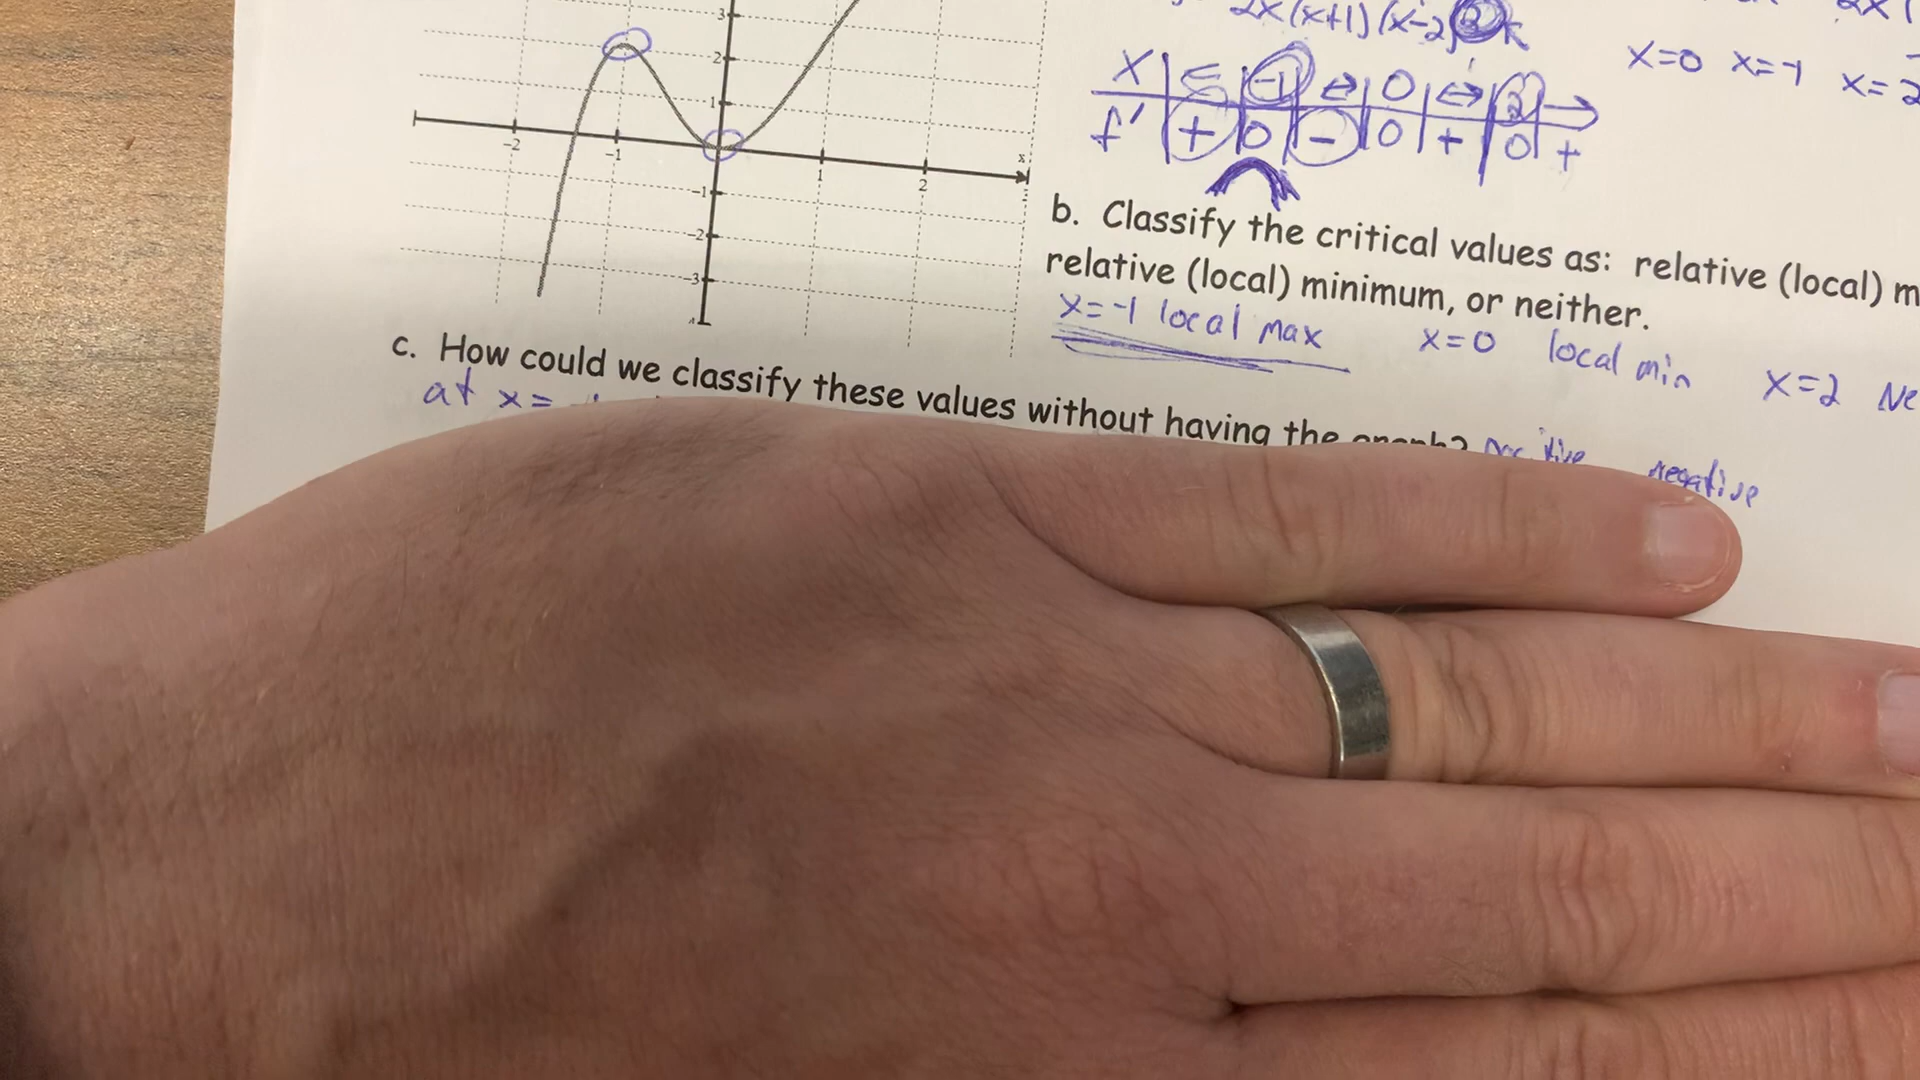 3
2
1
-2 -1 1 2 x
-1
-2
-3
2x(x+1)(x-2)
x=0 x=-1 x=2
X | ← | -1 | ↔ | 0 | ↔ | 2 | →
f' | + | 0 | - | 0 | + | 0 | +
b. Classify the critical values as: relative (local)
relative (local) minimum, or neither.
x=-1 local max x=0 local min x=2
c. How could we classify these values without having the graph?
at x= negative